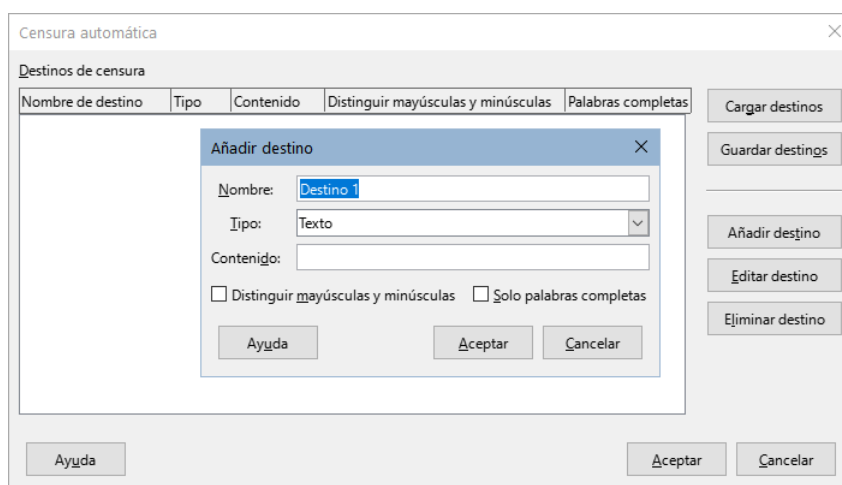 Censura automática
Destinos de censura
Nombre de destino Tipo Contenido Distinguir mayúsculas y minúsculas Palabras completas
Cargar destinos
Guardar destinos
Añadir destino
Nombre: Destino 1
Tipo: Texto
Contenido:
Distinguir mayúsculas y minúsculas Solo palabras completas
Ayuda Aceptar Cancelar
Añadir destino
Editar destino
Eliminar destino
Ayuda Aceptar Cancelar